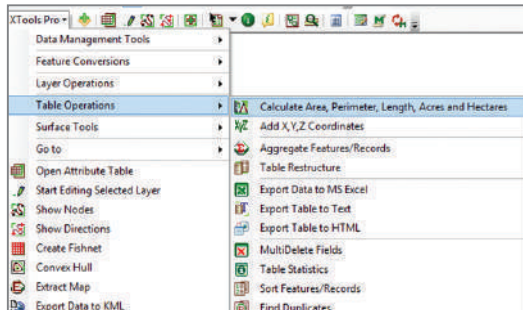 XTools Pro
Data Management Tools
Feature Conversions
Layer Operations
Table Operations
Surface Tools
Go to
Open Attribute Table
Start Editing Selected Layer
Show Nodes
Show Directions
Create Fishnet
Convex Hull
Extract Map
Export Data to KML
Calculate Area, Perimeter, Length, Acres and Hectares
Add X,Y,Z Coordinates
Aggregate Features/Records
Table Restructure
Export Data to MS Excel
Export Table to Text
Export Table to HTML
MultiDelete Fields
Table Statistics
Sort Features/Records
Find Duplicates